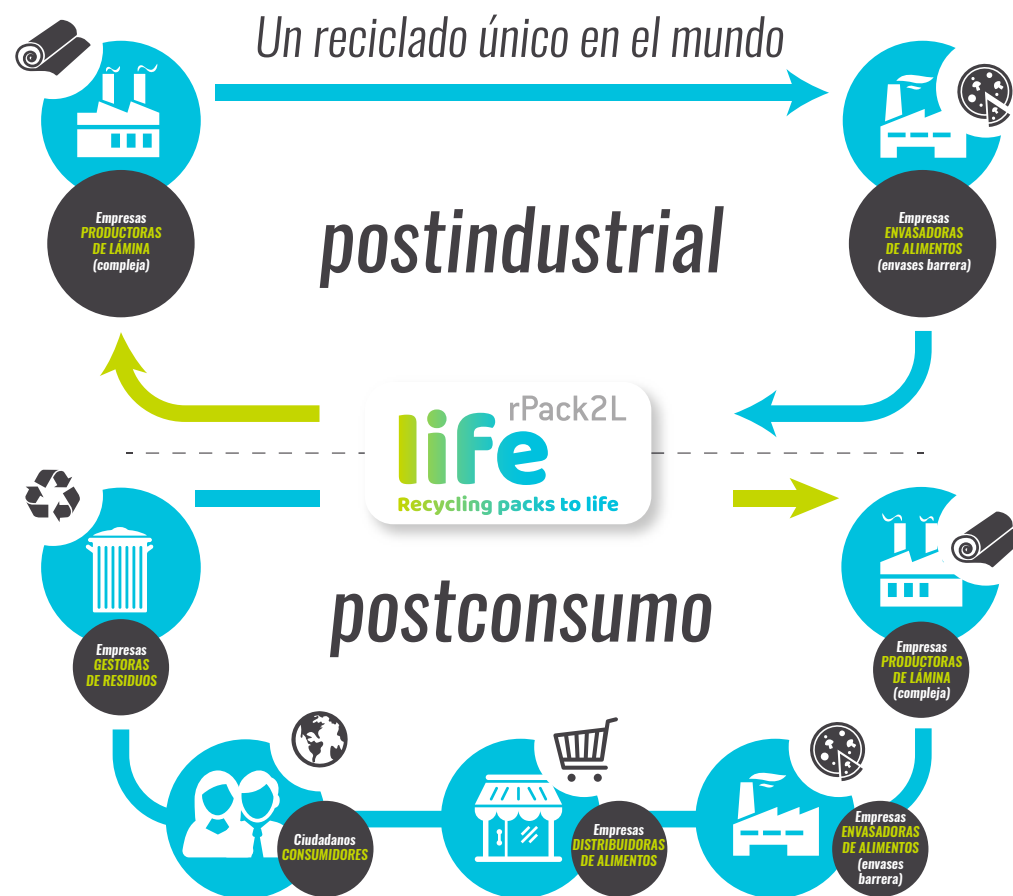 Un reciclado único en el mundo
Empresas
PRODUCTORAS
DE LÁMINA
(compleja)
Empresas
ENVASADORAS
DE ALIMENTOS
(envases barrera)
postindustrial
rPack2L
life
Recycling packs to life
postconsumo
Empresas
GESTORAS
DE RESIDUOS
Empresas
PRODUCTORAS
DE LÁMINA
(compleja)
Ciudadanos
CONSUMIDORES
Empresas
DISTRIBUIDORAS
DE ALIMENTOS
Empresas
ENVASADORAS
DE ALIMENTOS
(envases
barrera)